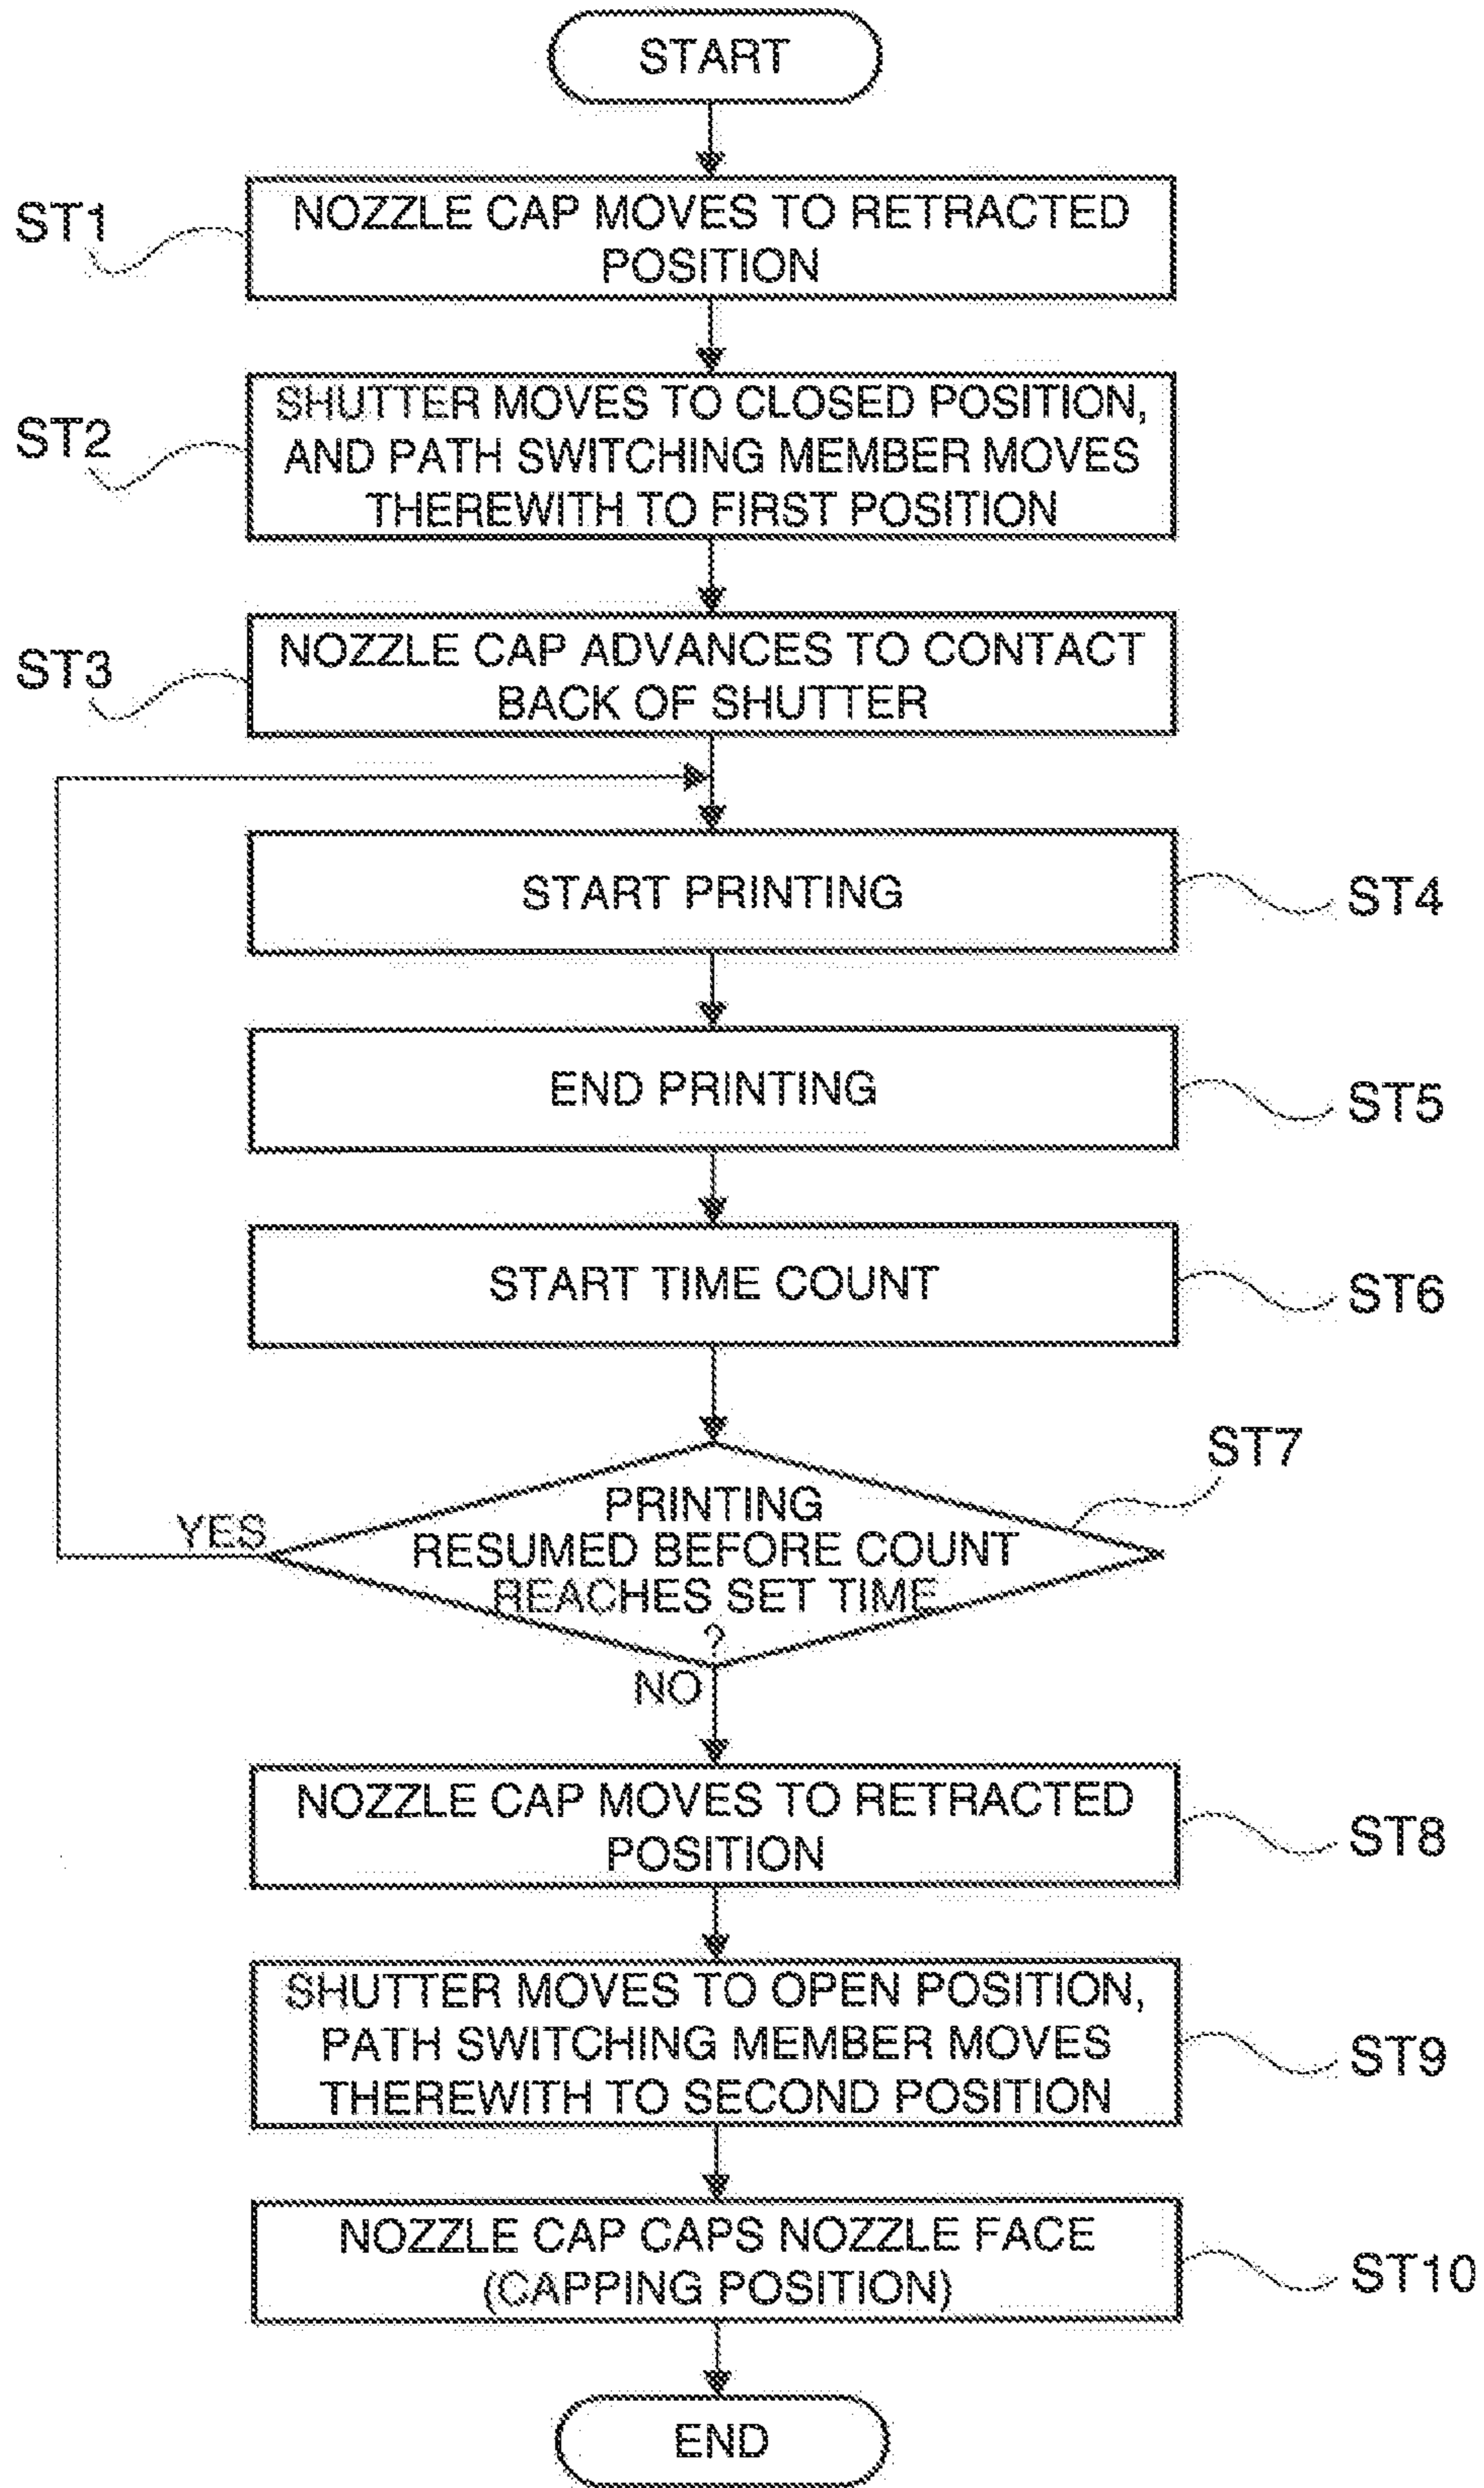 START
ST1
NOZZLE CAP MOVES TO RETRACTED
POSITION
ST2
SHUTTER MOVES TO CLOSED POSITION,
AND PATH SWITCHING MEMBER MOVES
THEREWITH TO FIRST POSITION
ST3
NOZZLE CAP ADVANCES TO CONTACT
BACK OF SHUTTER
START PRINTING
ST4
END PRINTING
ST5
START TIME COUNT
ST6
ST7
PRINTING
RESUMED BEFORE COUNT
REACHES SET TIME
?
YES
NO
NOZZLE CAP MOVES TO RETRACTED
POSITION
ST8
SHUTTER MOVES TO OPEN POSITION,
PATH SWITCHING MEMBER MOVES
THEREWITH TO SECOND POSITION
ST9
NOZZLE CAP CAPS NOZZLE FACE
(CAPPING POSITION)
ST10
END